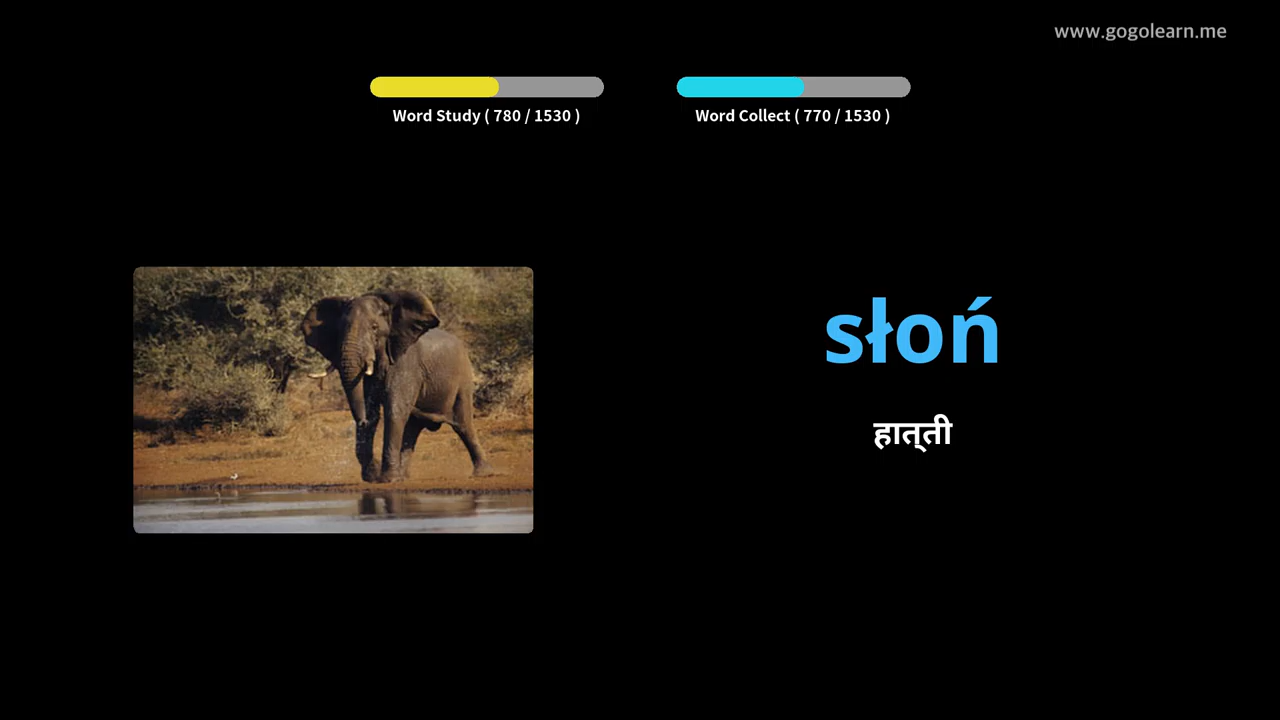 www.gogolearn.me
Word Study ( 780 / 1530 )
Word Collect ( 770 / 1530 )
słoń
हात्ती